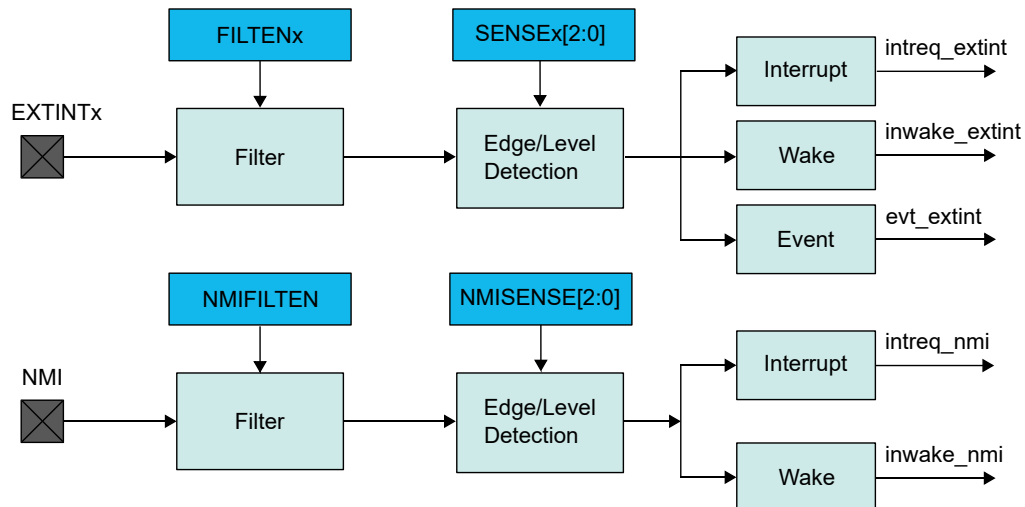 FILTENx
SENSEx[2:0]
intreq_extint
Interrupt
EXTINTx
inwake_extint
Filter
Edge/Level
Detection
Wake
evt_extint
Event
NMIFILTEN
NMISENSE[2:0]
intreq_nmi
Interrupt
NMI
Filter
Edge/Level
Detection
inwake_nmi
Wake